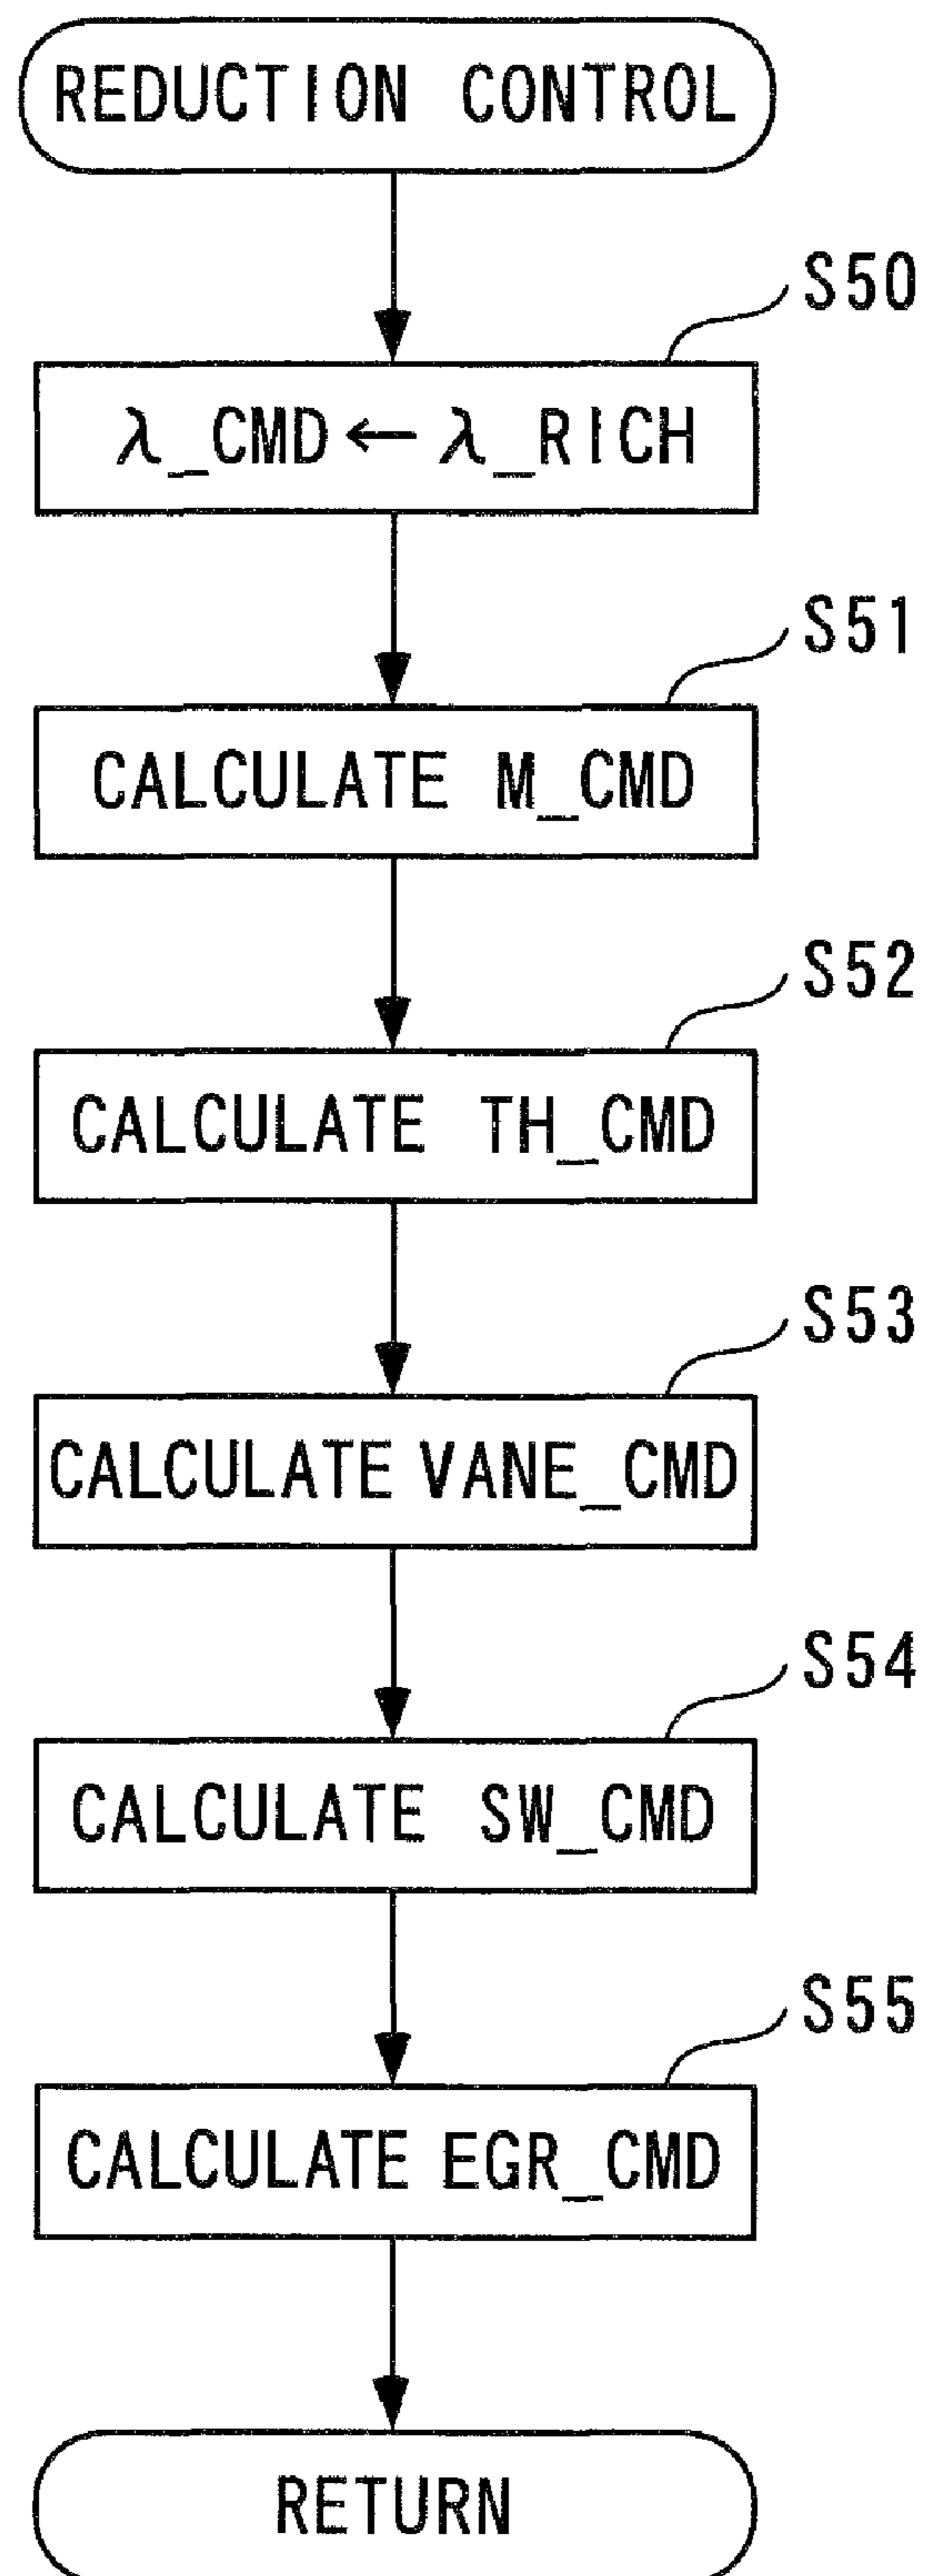 REDUCTION CONTROL
S50
λ_CMD ← λ_RICH
S51
CALCULATE M_CMD
S52
CALCULATE TH_CMD
S53
CALCULATE VANE_CMD
S54
CALCULATE SW_CMD
S55
CALCULATE EGR_CMD
RETURN